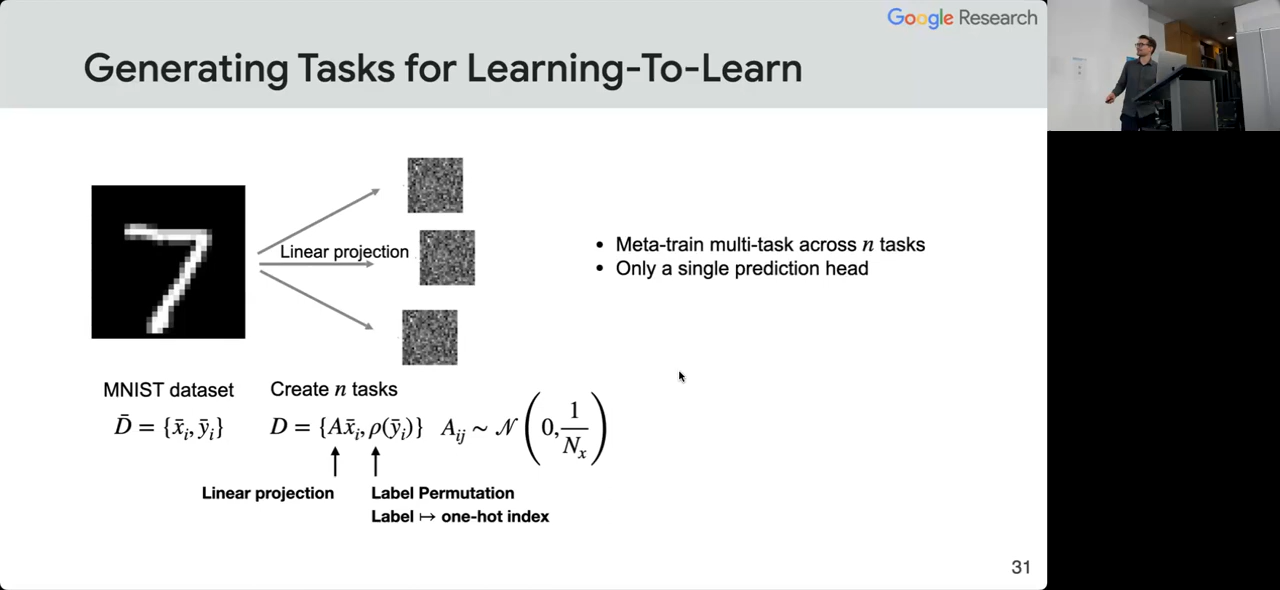 Google Research
Generating Tasks for Learning-To-Learn
Linear projection
• Meta-train multi-task across n tasks
• Only a single prediction head
MNIST dataset
Create n tasks
D̄ = {x̄ᵢ, ȳᵢ}
D = {Ax̄ᵢ, ρ(ȳᵢ)} Aᵢⱼ ~ 𝒩(0, 1/Nₓ)
Linear projection
Label Permutation
Label ↦ one-hot index
31